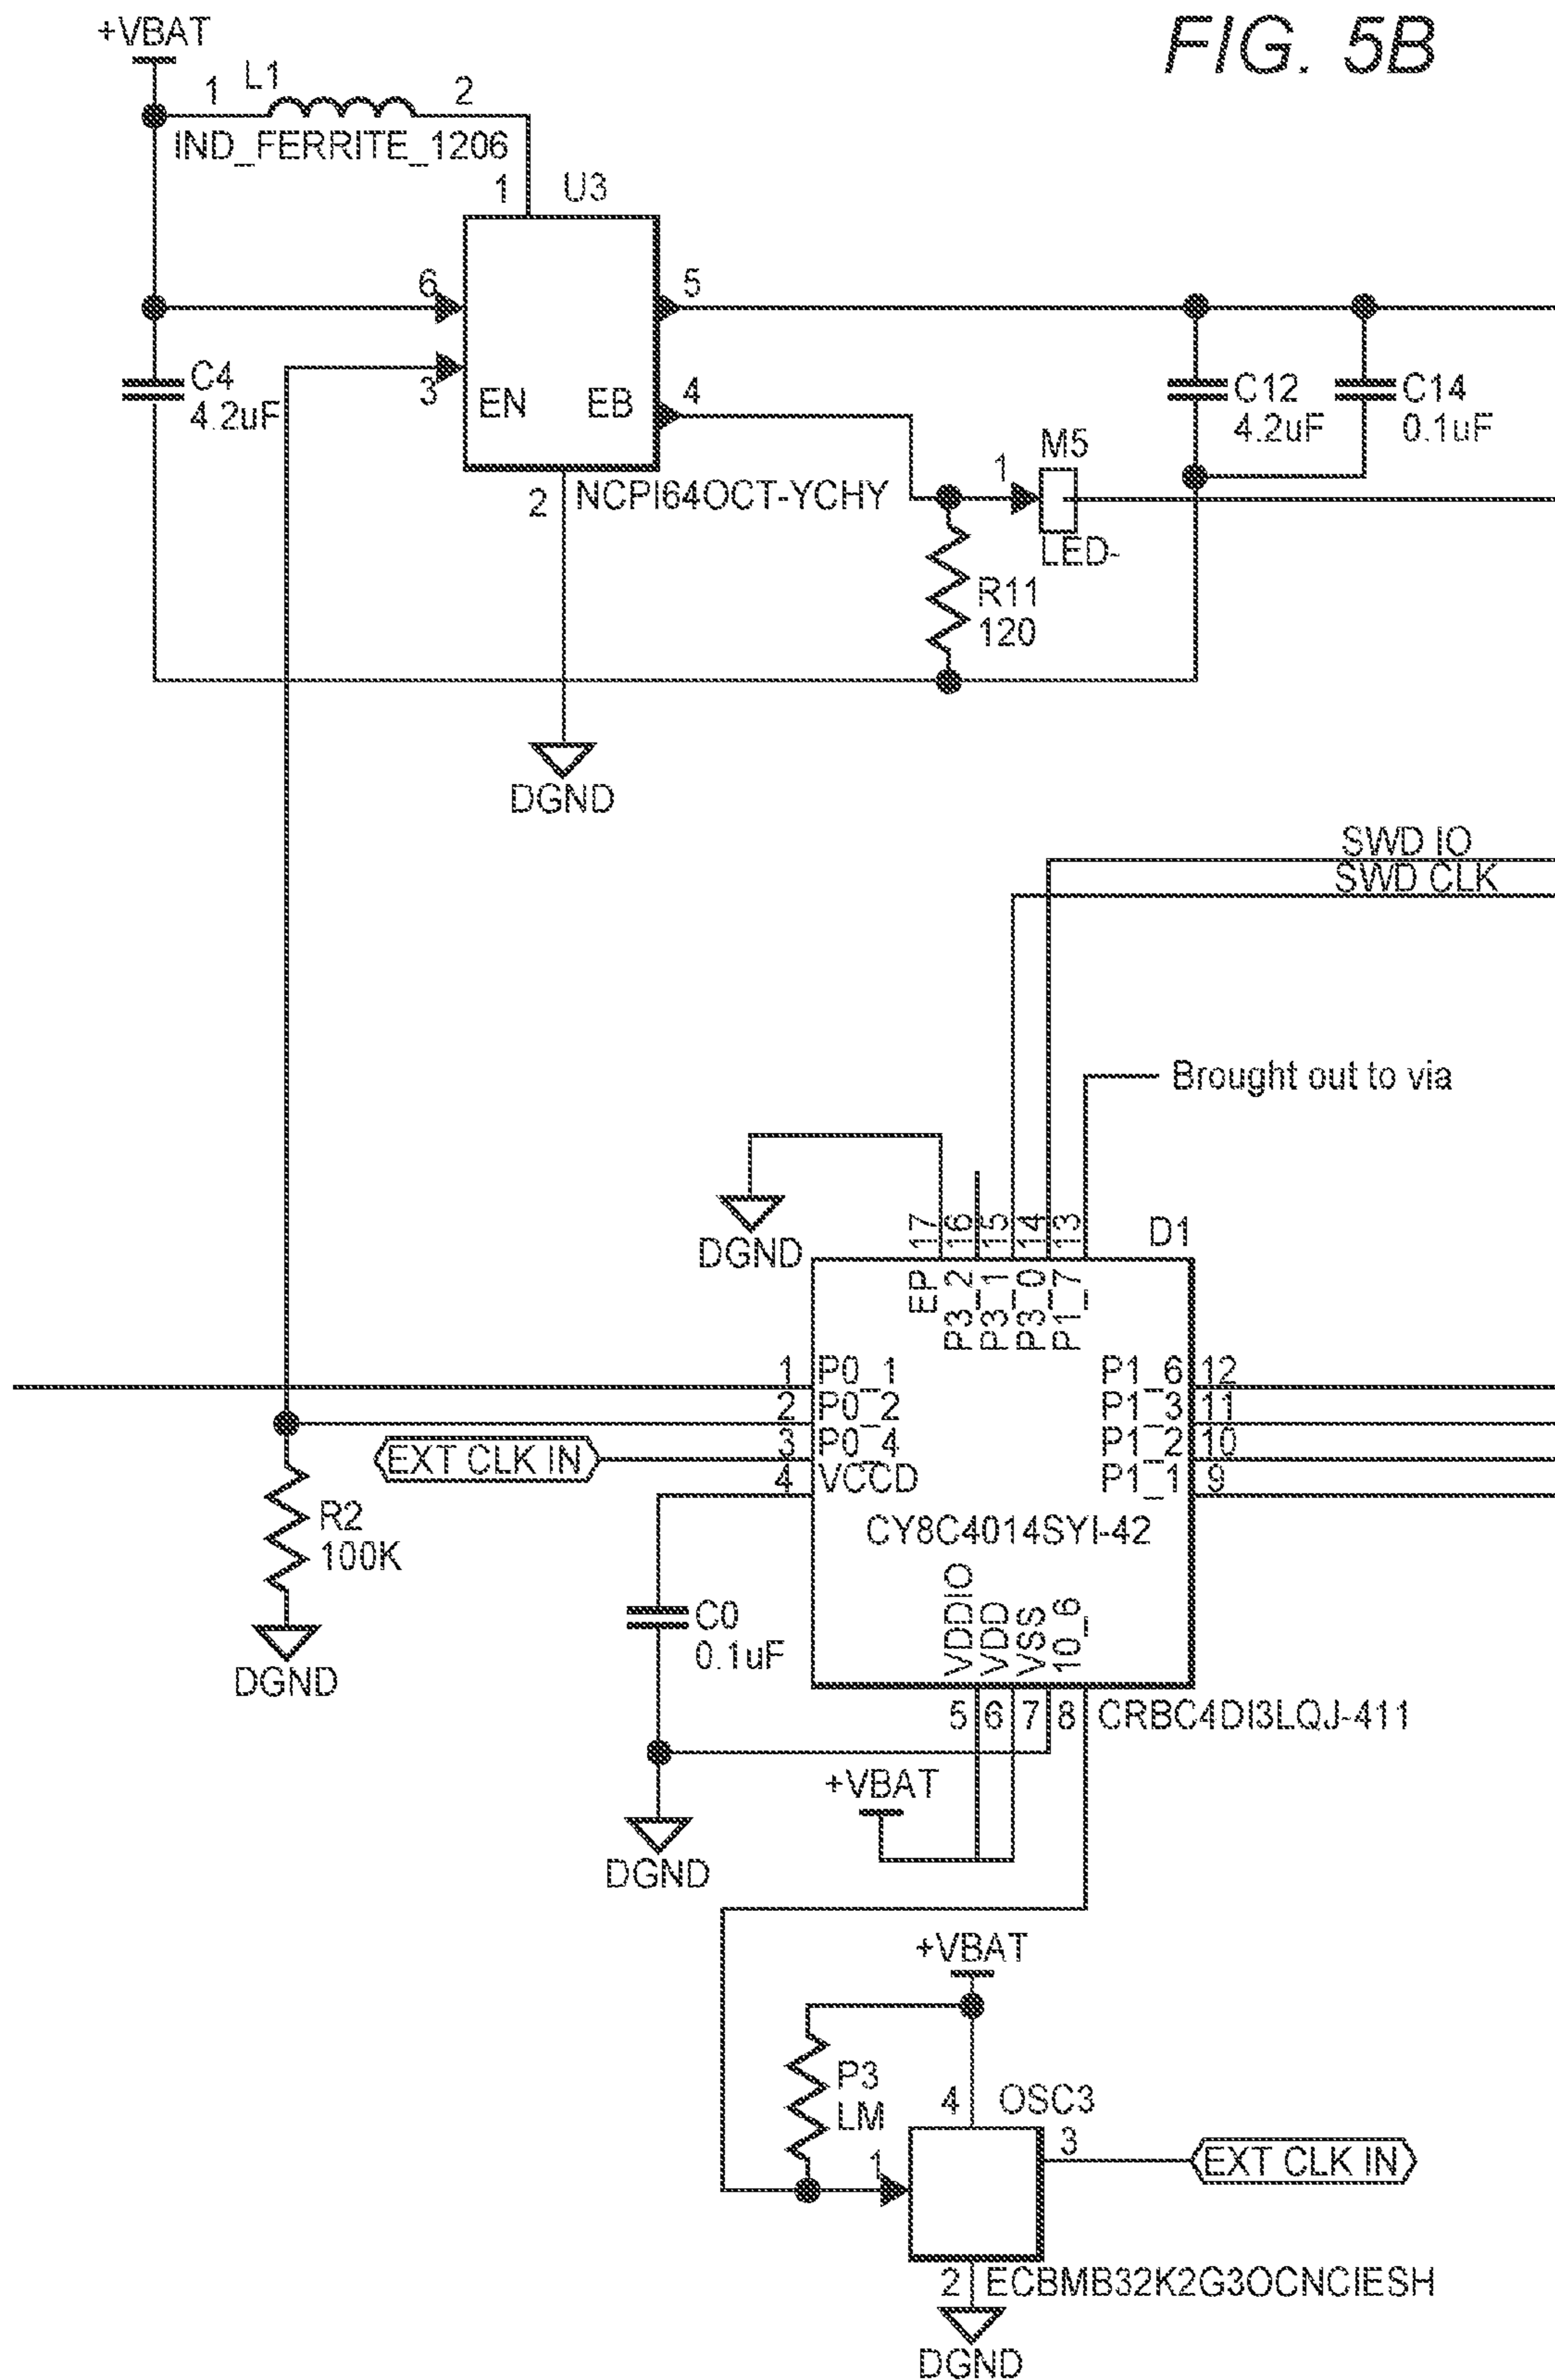 FIG. 5B
+VBAT
1 L1 2
IND_FERRITE_1206
1 U3
6 5
3 EN EB 4
C4
4.2uF
C12
4.2uF
C14
0.1uF
2 NCPI64OCT-YCHY
1 M5
LED-
R11
120
DGND
SWD IO
SWD CLK
Brought out to via
DGND
17 16 15 14 13 D1
EP P3_2 P3_1 P3_0 P1_7
1 P0_1 P1_6 12
2 P0_2 P1_3 11
EXT CLK IN 3 P0_4 P1_2 10
4 VCCD P1_1 9
CY8C4014SYI-42
R2
100K
DGND
C0
0.1uF
VDDIO VDD VSS 10_6
5 6 7 8 CRBC4DI3LQJ-411
+VBAT
DGND
+VBAT
P3
LM
4 OSC3
3 EXT CLK IN
1
2 ECBMB32K2G3OCNCIESH
DGND